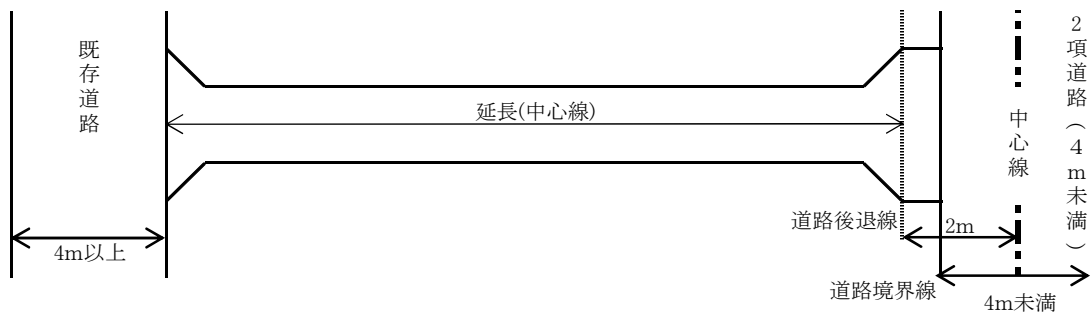 既存道路
4m以上
延長(中心線)
道路後退線
2m
道路境界線
4m未満
中心線
2項道路(4m未満)